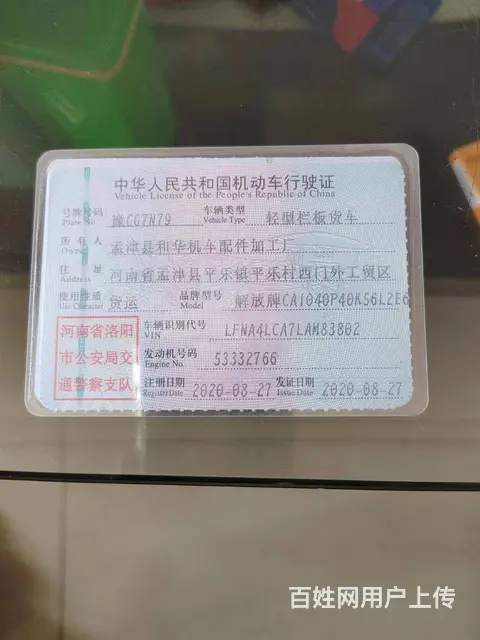 中华人民共和国机动车行驶证
Vehicle License of the People's Republic of China
号牌号码 豫CG7N79 车辆类型 轻型栏板货车
Plate No. Vehicle Type
所有人 孟津县和华机车配件加工厂
Owner
住址 河南省孟津县平乐镇平乐村西门外工贸区
Address
使用性质 货运 品牌型号 解放牌CA1040P40K56L2E6
Use Character Model
河南省洛阳
市公安局交
通警察支队
车辆识别代号 LFNA4LCA7LAM83802
VIN
发动机号码 53332766
Engine No.
注册日期 2020-08-27 发证日期 2020-08-27
Register Date Issue Date
百姓网用户上传